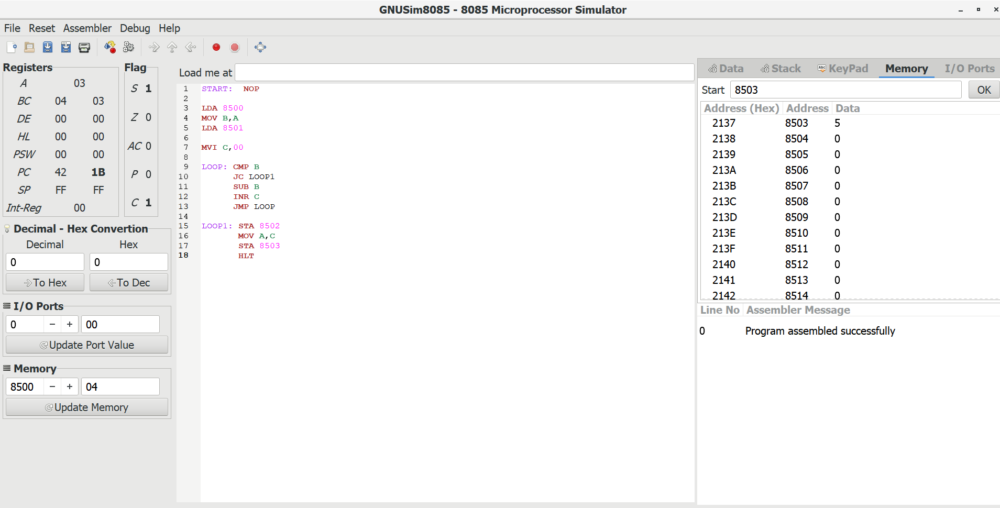 GNUSim8085 - 8085 Microprocessor Simulator
File Reset Assembler Debug Help
Registers
A 03
BC 04 03
DE 00 00
HL 00 00
PSW 00 00
PC 42 1B
SP FF FF
Int-Reg 00
Flag
S 1
Z 0
AC 0
P 0
C 1
Decimal - Hex Convertion
Decimal Hex
0 0
To Hex To Dec
I/O Ports
0 − + 00
Update Port Value
Memory
8500 − + 04
Update Memory
Load me at
1 START: NOP
2
3 LDA 8500
4 MOV B,A
5 LDA 8501
6
7 MVI C,00
8
9 LOOP: CMP B
10 JC LOOP1
11 SUB B
12 INR C
13 JMP LOOP
14
15 LOOP1: STA 8502
16 MOV A,C
17 STA 8503
18 HLT
Data Stack Abc KeyPad Memory I/O Ports
Start 8503 OK
Address (Hex) Address Data
2137 8503 5
2138 8504 0
2139 8505 0
213A 8506 0
213B 8507 0
213C 8508 0
213D 8509 0
213E 8510 0
213F 8511 0
2140 8512 0
2141 8513 0
2142 8514 0
Line No Assembler Message
0 Program assembled successfully